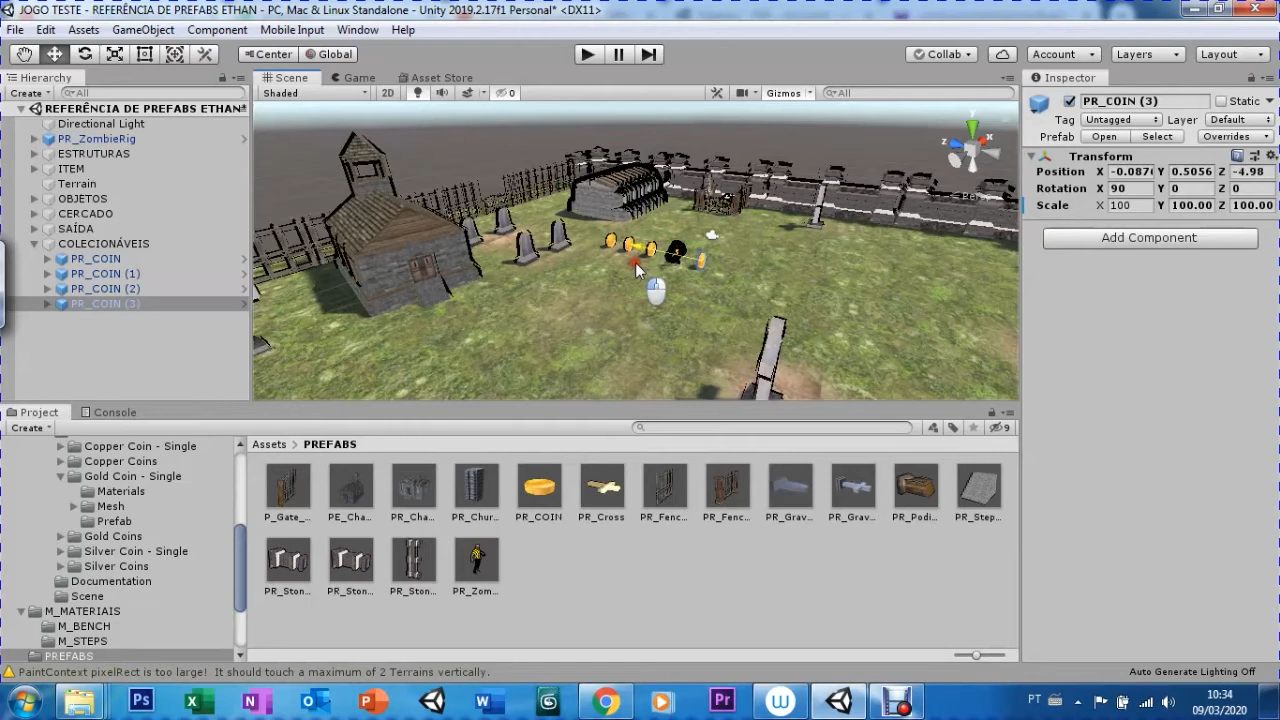 JOGO TESTE - REFERÊNCIA DE PREFABS ETHAN - PC, Mac & Linux Standalone - Unity 2019.2.17f1 Personal* <DX11>
File Edit Assets GameObject Component Mobile Input Window Help
Center Global Collab Account Layers Layout
Hierarchy Scene Game Asset Store Inspector
Create All Shaded 2D 0 Gizmos All
REFERÊNCIA DE PREFABS ETHAN
PR_COIN (3) Static
Directional Light
Tag Untagged Layer Default
PR_ZombieRig
Prefab Open Select Overrides
ESTRUTURAS
Transform
ITEM
Position X Y 0.5056 Z -4.98
Terrain
Rotation X 90 Y 0 Z 0
OBJETOS
Scale X 100 Y 100.00 Z 100.00
CERCADO
SAÍDA
Add Component
COLECIONÁVEIS
PR_COIN
PR_COIN (1)
PR_COIN (2)
PR_COIN (3)
y
x
z
Persp
Project Console
Create 9
Assets > PREFABS
Copper Coin - Single
Copper Coins
Gold Coin - Single
Materials
Mesh
Prefab
Gold Coins
Silver Coin - Single
Silver Coins
Documentation
Scene
M_MATERIAIS
M_BENCH
M_STEPS
PREFABS
P_Gate_... PE_Cha... PR_Cha... PR_Chur... PR_COIN PR_Cross PR_Fenc... PR_Fenc... PR_Grav... PR_Grav... PR_Podi... PR_Step...
PR_Ston... PR_Ston... PR_Ston... PR_Zom...
PaintContext pixelRect is too large! It should touch a maximum of 2 Terrains vertically.
Auto Generate Lighting Off
Ps
Pr
PT
10:34
09/03/2020